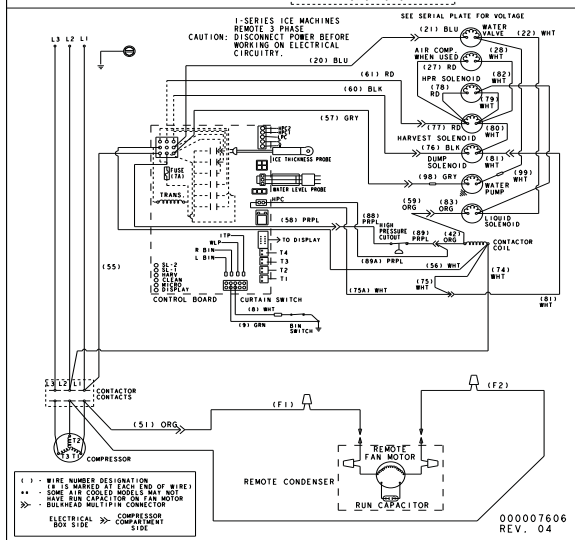 I-SERIES ICE MACHINES
REMOTE 3 PHASE
CAUTION: DISCONNECT POWER BEFORE
WORKING ON ELECTRICAL
CIRCUITRY.
SEE SERIAL PLATE FOR VOLTAGE
L3 L2 L1
(20) BLU
(21) BLU
WATER
VALVE
(22) WHT
AIR COMP.
WHEN USED
(28)
WHT
(61) RD
(27) RD
(82)
WHT
HPR SOLENOID
(60) BLK
(78)
RD
(79)
WHT
(57) GRY
(77) RD
(80)
WHT
HARVEST SOLENOID
(76) BLK
DUMP
SOLENOID
(81)
WHT
(99)
WHT
(98) GRY
WATER
PUMP
(59)
ORG
(83)
ORG
LIQUID
SOLENOID
FUSE
(7A)
TRANS.
LPC
ICE THICKNESS PROBE
WATER LEVEL PROBE
HPC
(58) PRPL
(88)
PRPL
HIGH
PRESSURE
CUTOUT
(89)
PRPL
(42)
ORG
CONTACTOR
COIL
TO DISPLAY
(89A) PRPL
(56) WHT
(74)
WHT
(75)
WHT
(75A) WHT
(81)
WHT
ITP
WLP
R BIN
L BIN
T4
T3
T2
T1
(55)
SL-2
SL-1
HARV
CLEAN
MICRO
DISPLAY
CONTROL BOARD
CURTAIN SWITCH
(8) WHT
(9) GRN
BIN
SWITCH
L3 L2 L1
CONTACTOR
CONTACTS
(51) ORG
(F1)
(F2)
T2
T3 T1
COMPRESSOR
REMOTE
FAN MOTOR
REMOTE CONDENSER
RUN CAPACITOR
( ) - WIRE NUMBER DESIGNATION
(# IS MARKED AT EACH END OF WIRE)
** - SOME AIR COOLED MODELS MAY NOT
HAVE RUN CAPACITOR ON FAN MOTOR
>>- - BULKHEAD MULTIPIN CONNECTOR
ELECTRICAL
BOX SIDE
>>-
COMPRESSOR
COMPARTMENT
SIDE
000007606
REV. 04